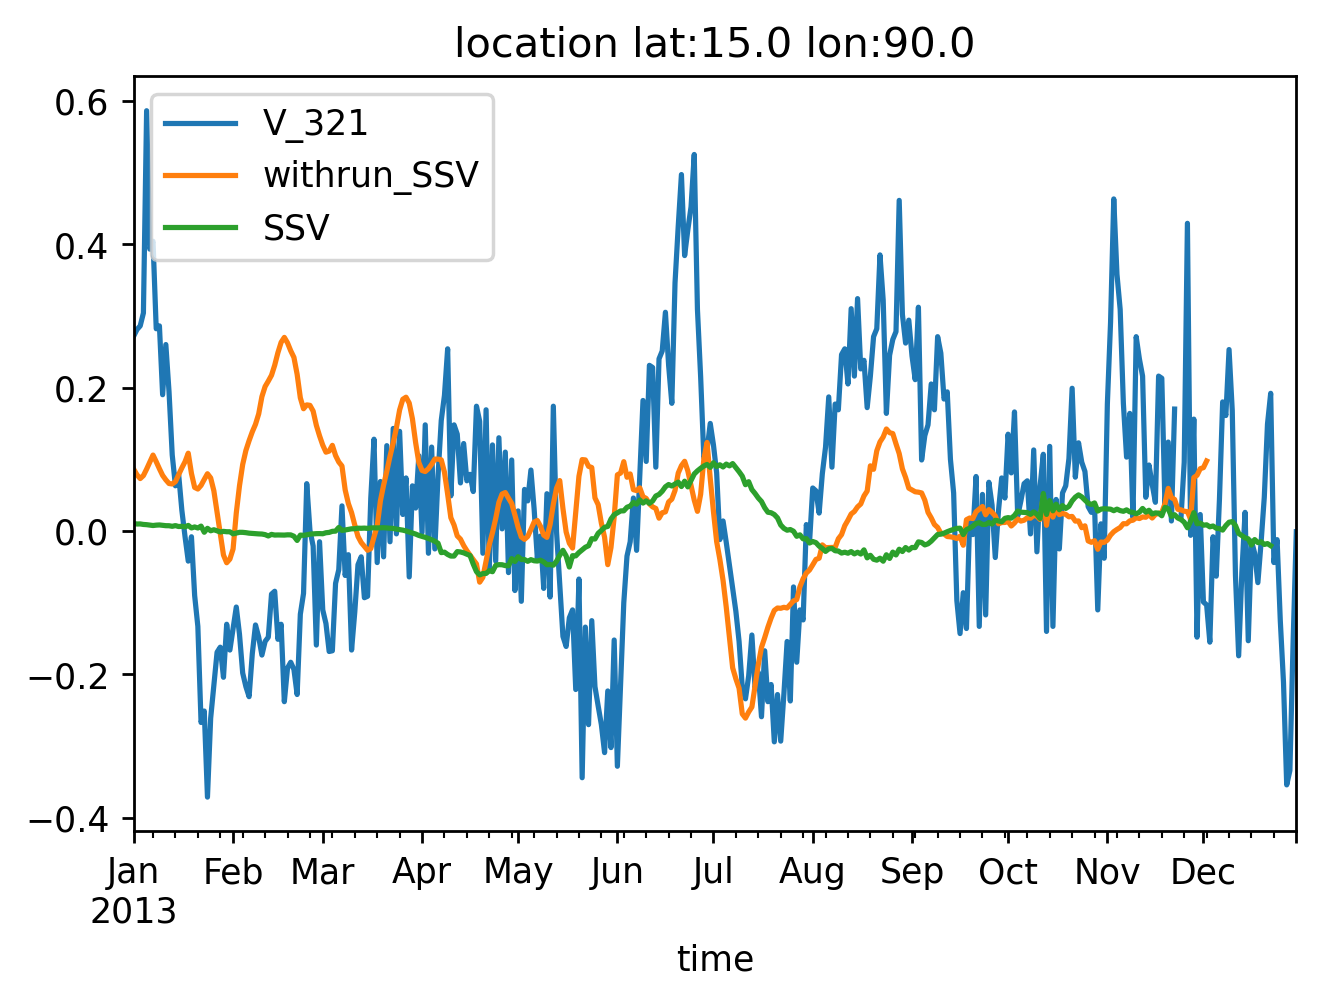 location lat:15.0 lon:90.0
0.6
0.4
0.2
0.0
−0.2
−0.4
V_321
withrun_SSV
SSV
Jan Feb Mar Apr May Jun Jul Aug Sep Oct Nov Dec
2013
time